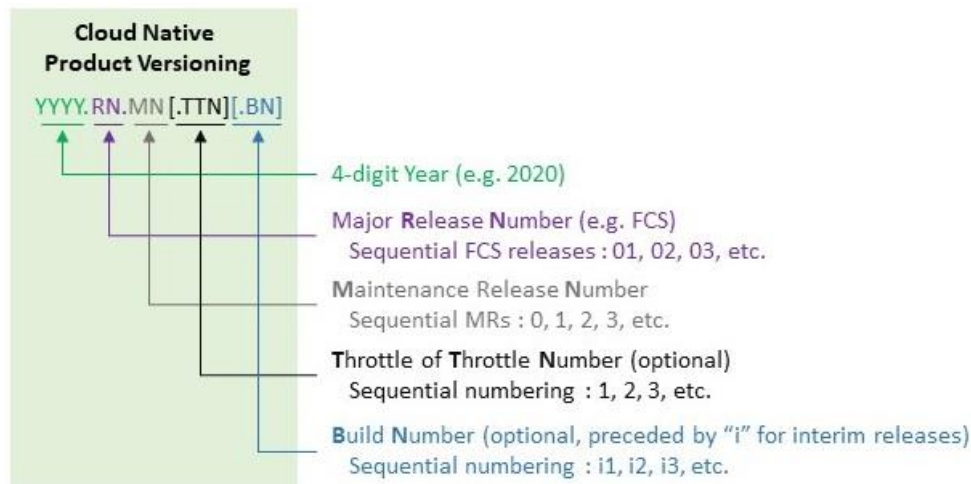 Cloud Native
Product Versioning
YYYY.RN.MN[.TTN][.BN]
4-digit Year (e.g. 2020)
Major Release Number (e.g. FCS)
Sequential FCS releases : 01, 02, 03, etc.
Maintenance Release Number
Sequential MRs : 0, 1, 2, 3, etc.
Throttle of Throttle Number (optional)
Sequential numbering : 1, 2, 3, etc.
Build Number (optional, preceded by “i” for interim releases)
Sequential numbering : i1, i2, i3, etc.